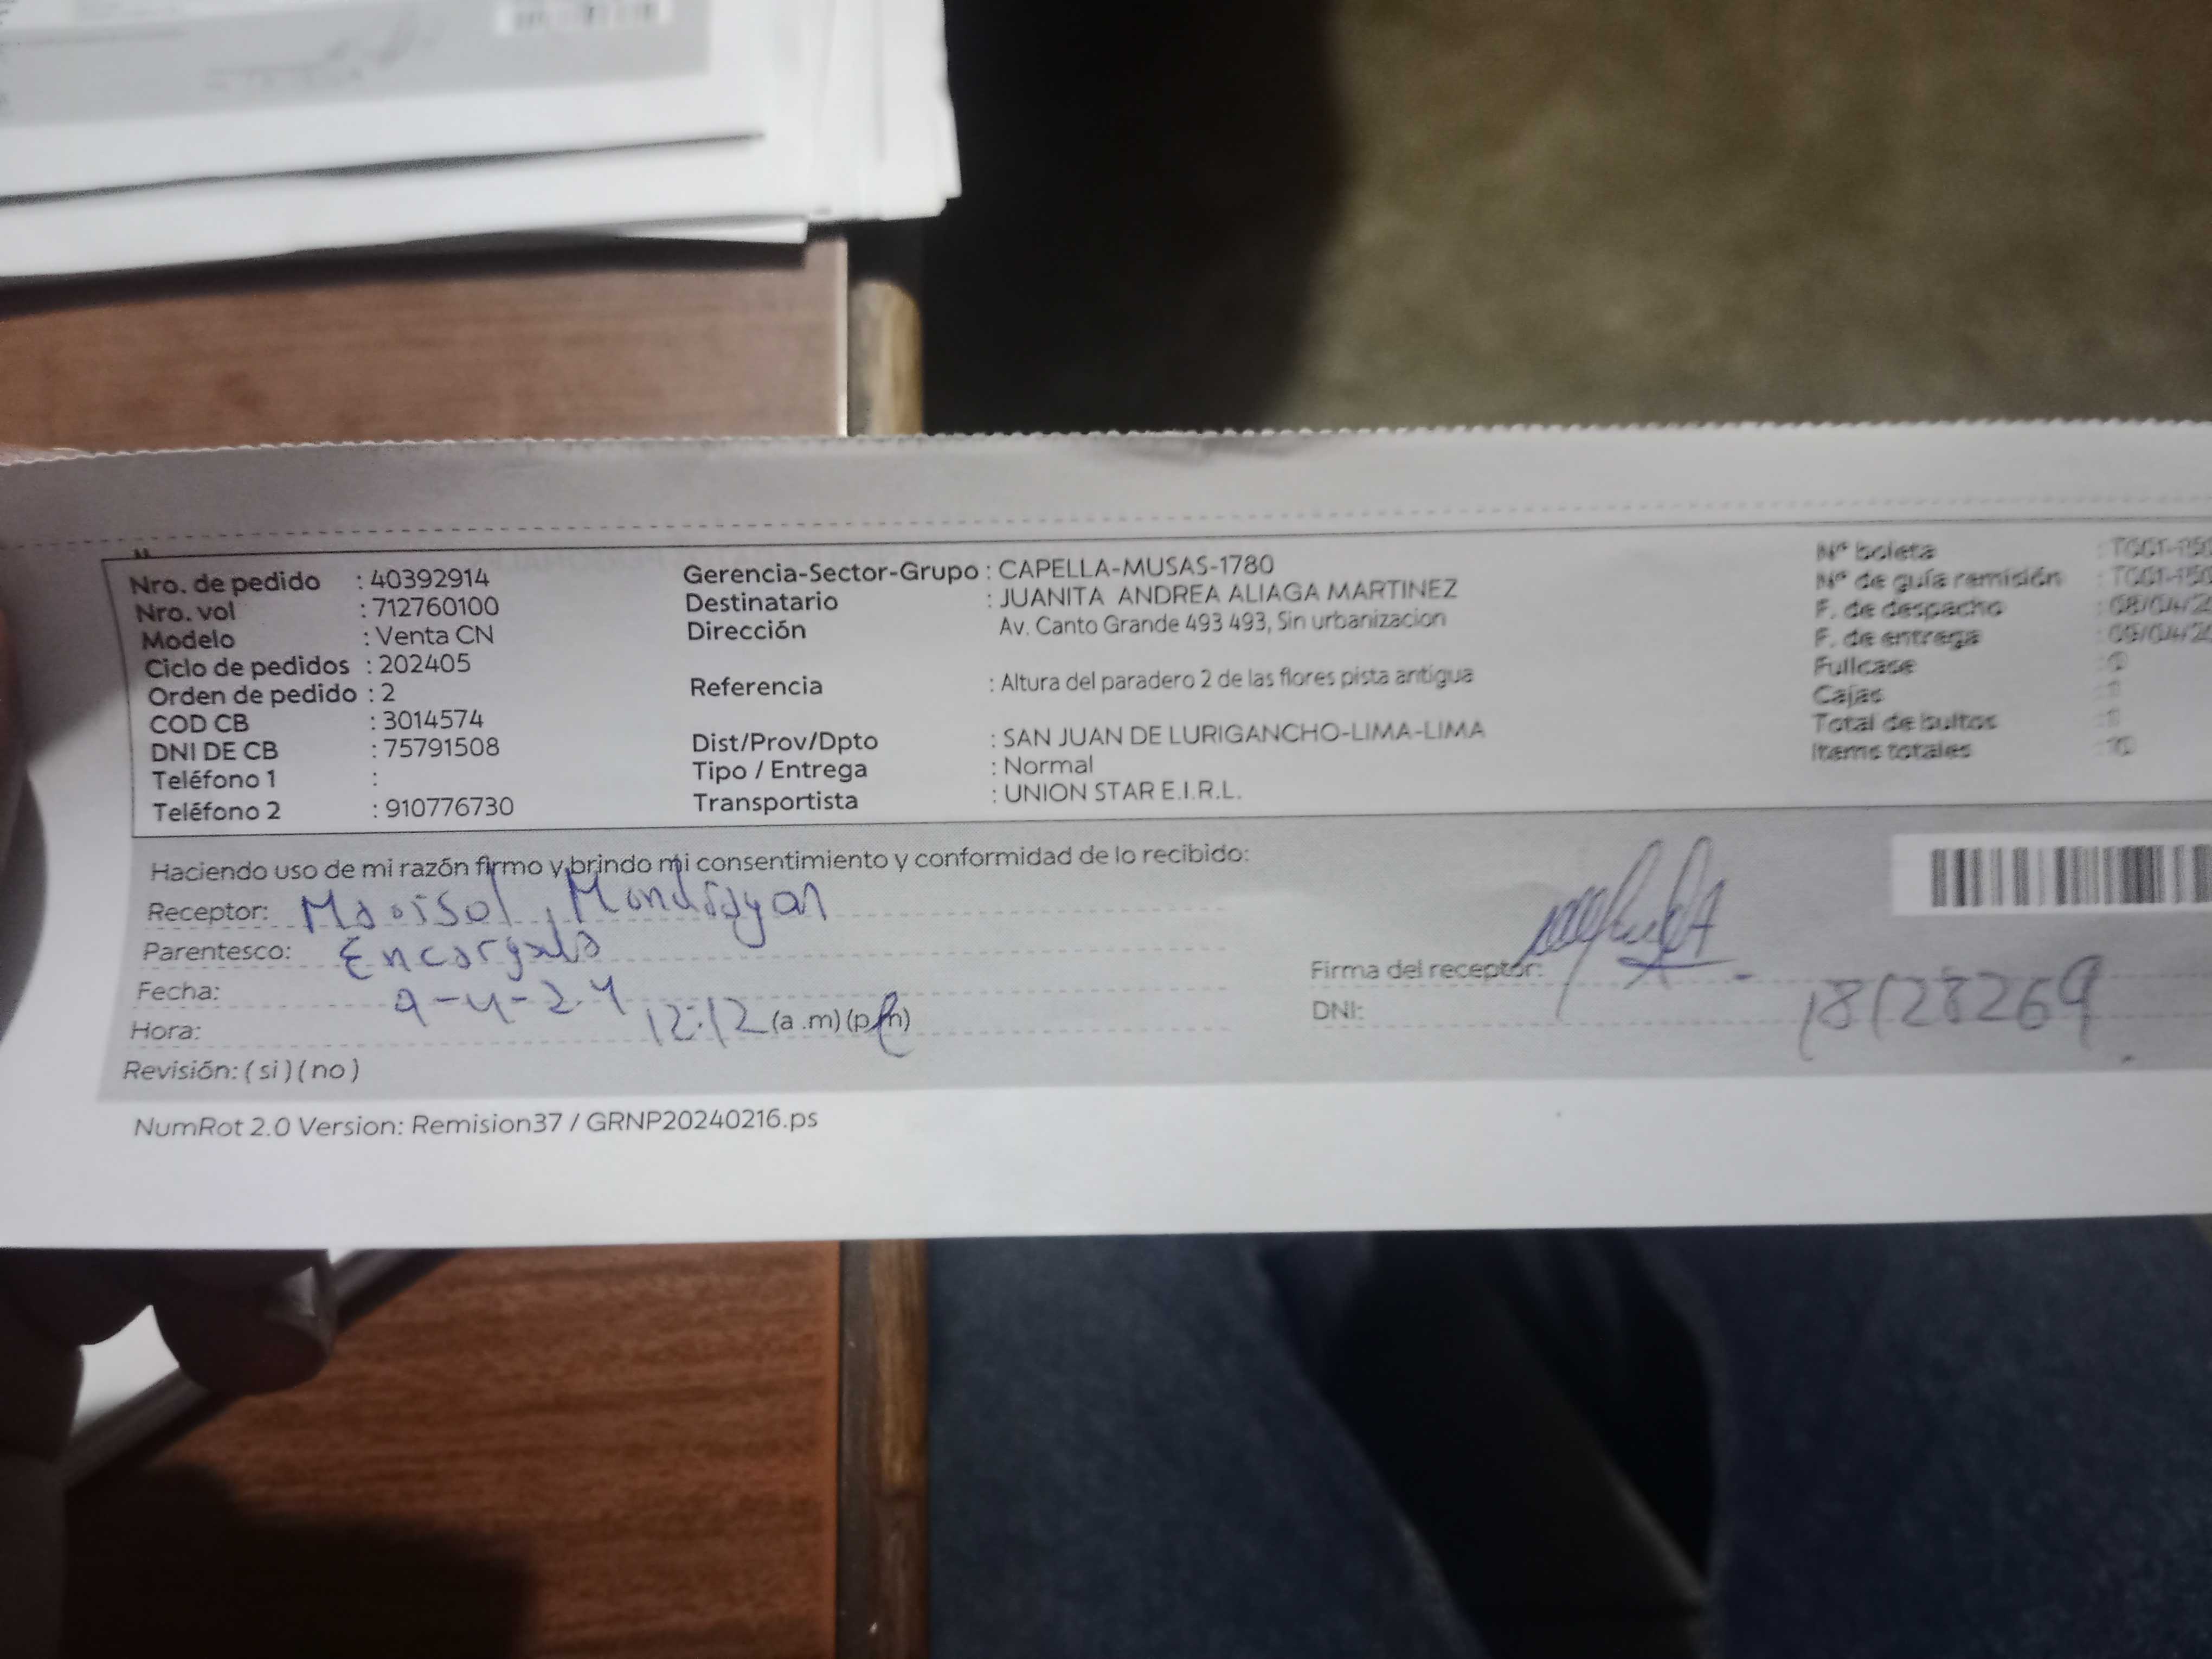 Nro. de pedido : 40392914
Nro. vol : 712760100
Modelo : Venta CN
Ciclo de pedidos : 202405
Orden de pedido : 2
COD CB : 3014574
DNI DE CB : 75791508
Teléfono 1 :
Teléfono 2 : 910776730
Gerencia-Sector-Grupo : CAPELLA-MUSAS-1780
Destinatario : JUANITA ANDREA ALIAGA MARTINEZ
Dirección Av. Canto Grande 493 493, Sin urbanizacion
Referencia : Altura del paradero 2 de las flores pista antigua
Dist/Prov/Dpto : SAN JUAN DE LURIGANCHO-LIMA-LIMA
Tipo / Entrega : Normal
Transportista : UNION STAR E.I.R.L.
N° boleta
N° de guía remisión
F. de despacho : 08/04/
F. de entrega : 09/04/
Fullcase
Cajas
Total de bultos
Items totales
Haciendo uso de mi razón firmo y brindo mi consentimiento y conformidad de lo recibido:
Receptor: Marisol
Parentesco: Encargado
Fecha: 9-4-24
Hora: 12:12 (a .m) (p.m)
Revisión: ( si ) ( no )
Firma del receptor:
DNI: 18128269
NumRot 2.0 Version: Remision37 / GRNP20240216.ps